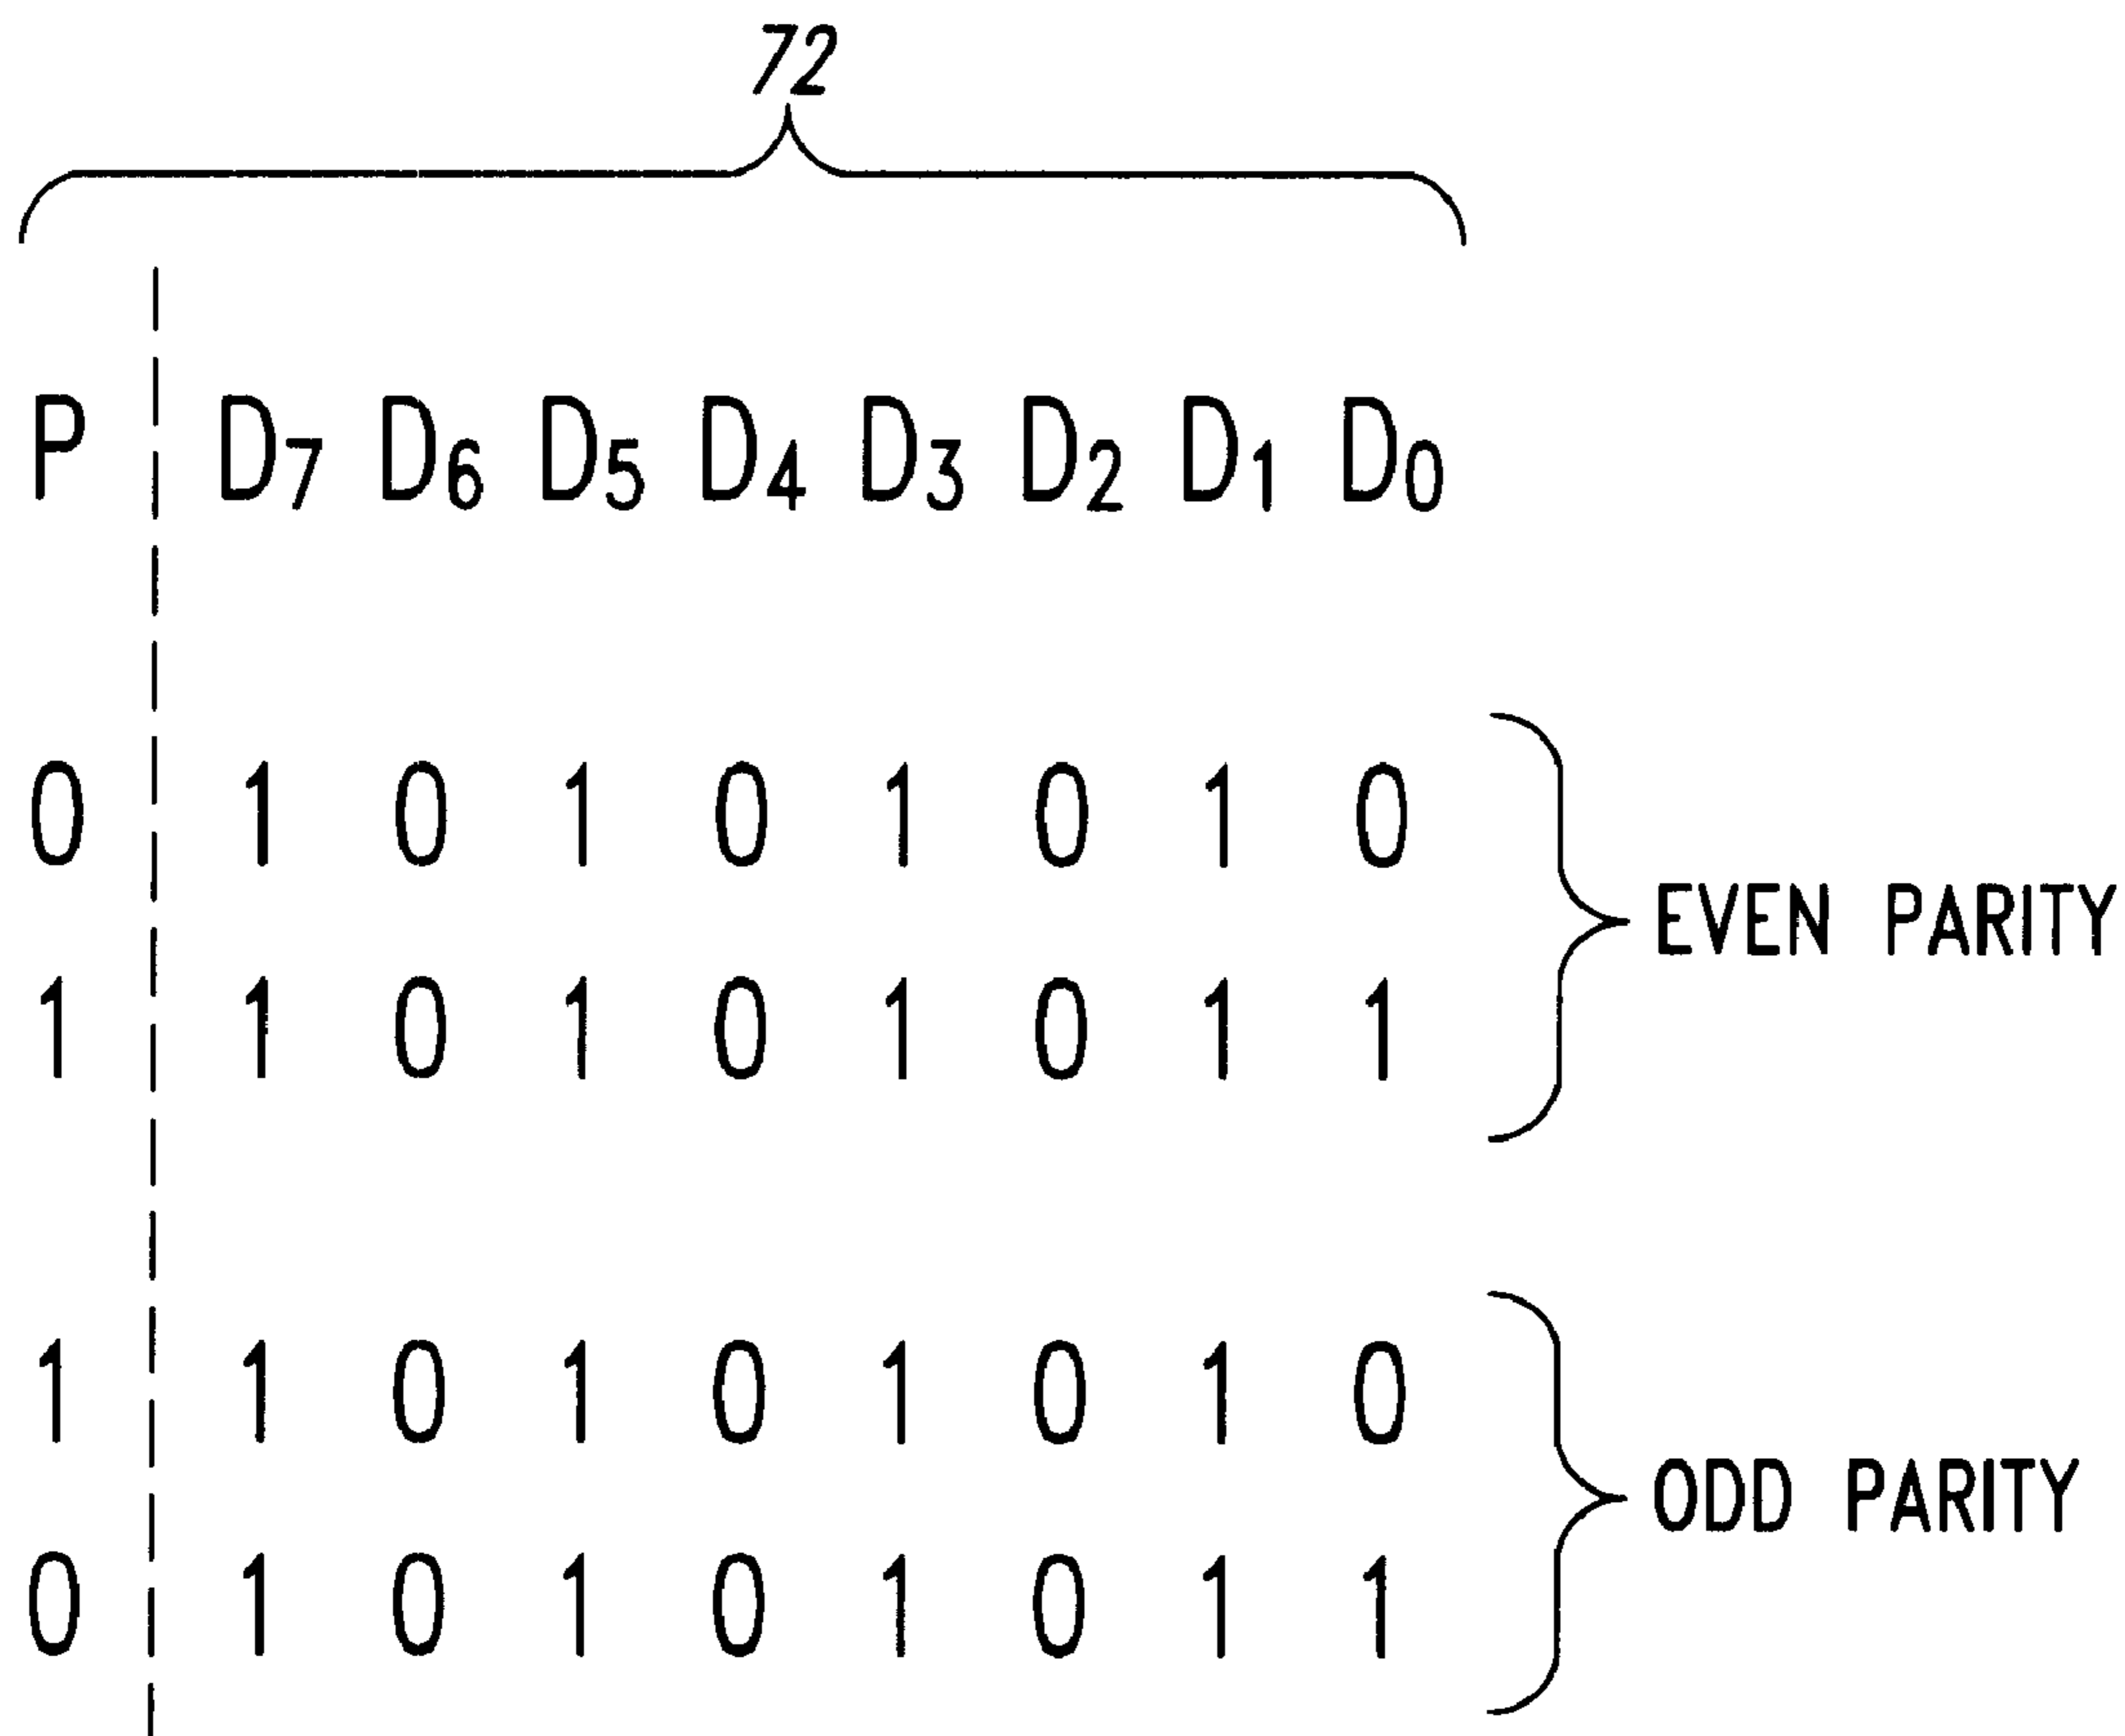 72
P D7 D6 D5 D4 D3 D2 D1 D0
0 1 0 1 0 1 0 1 0
EVEN PARITY
1 1 0 1 0 1 0 1 1
1 1 0 1 0 1 0 1 0
ODD PARITY
0 1 0 1 0 1 0 1 1